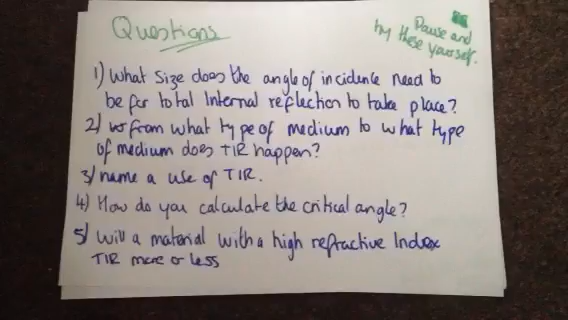 Questions
Pause and
try these yourself.
1) What size does the angle of incidence need to
be for total Internal reflection to take place?
2) from what type of medium to what type
of medium does TIR happen?
3) name a use of TIR.
4) How do you calculate the critical angle?
5) Will a material with a high refractive Index
TIR more or less